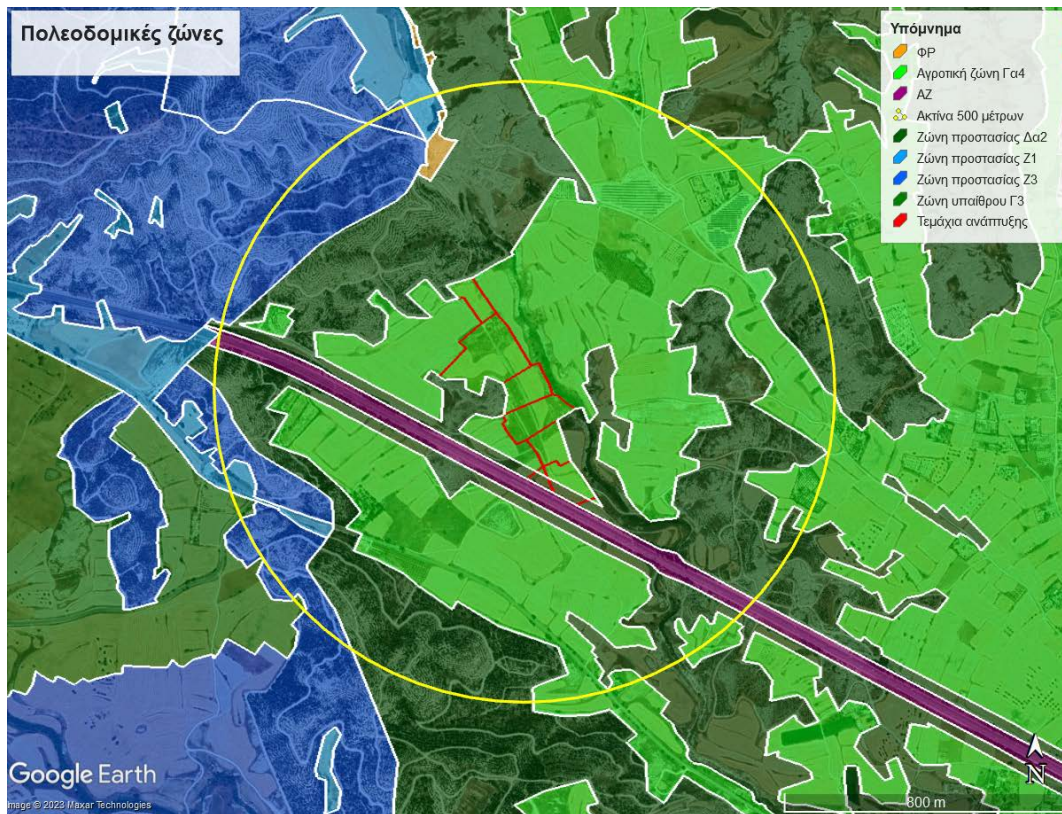 Πολεοδομικές ζώνες
Υπόμνημα
ΦΡ
Αγροτική ζώνη Γα4
ΑΖ
Ακτίνα 500 μέτρων
Ζώνη προστασίας Δα2
Ζώνη προστασίας Ζ1
Ζώνη προστασίας Ζ3
Ζώνη υπαίθρου Γ3
Τεμάχια ανάπτυξης
N
Google Earth
Image © 2023 Maxar Technologies
800 m